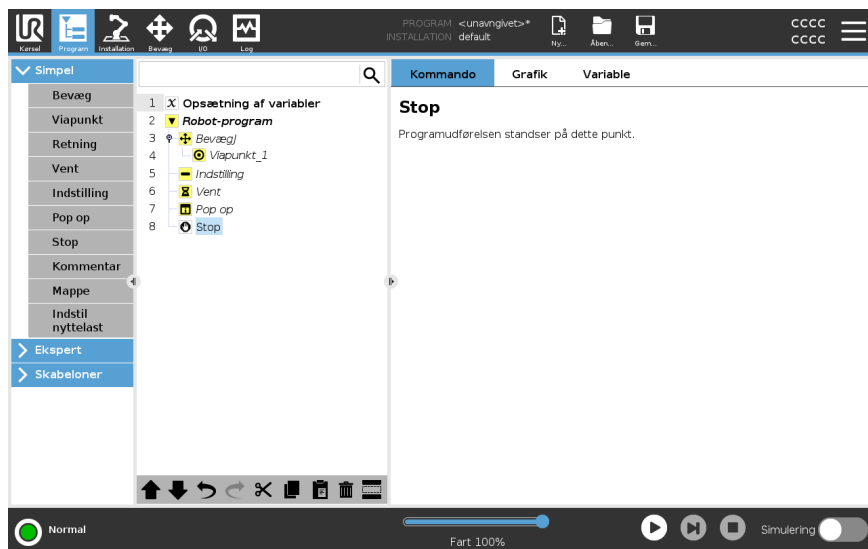 UR
PROGRAM <unavngivet>*
INSTALLATION default
cccc
cccc
Kørsel Program Installation Bevæg I/O Log Ny... Åben... Gem...
Simpel
Bevæg
Viapunkt
Retning
Vent
Indstilling
Pop op
Stop
Kommentar
Mappe
Indstil
nyttelast
Ekspert
Skabeloner
1 X Opsætning af variabler
2 Robot-program
3 BevægJ
4 Viapunkt_1
5 Indstilling
6 Vent
7 Pop op
8 Stop
Kommando Grafik Variable
Stop
Programudførelsen standser på dette punkt.
Normal
Fart 100%
Simulering